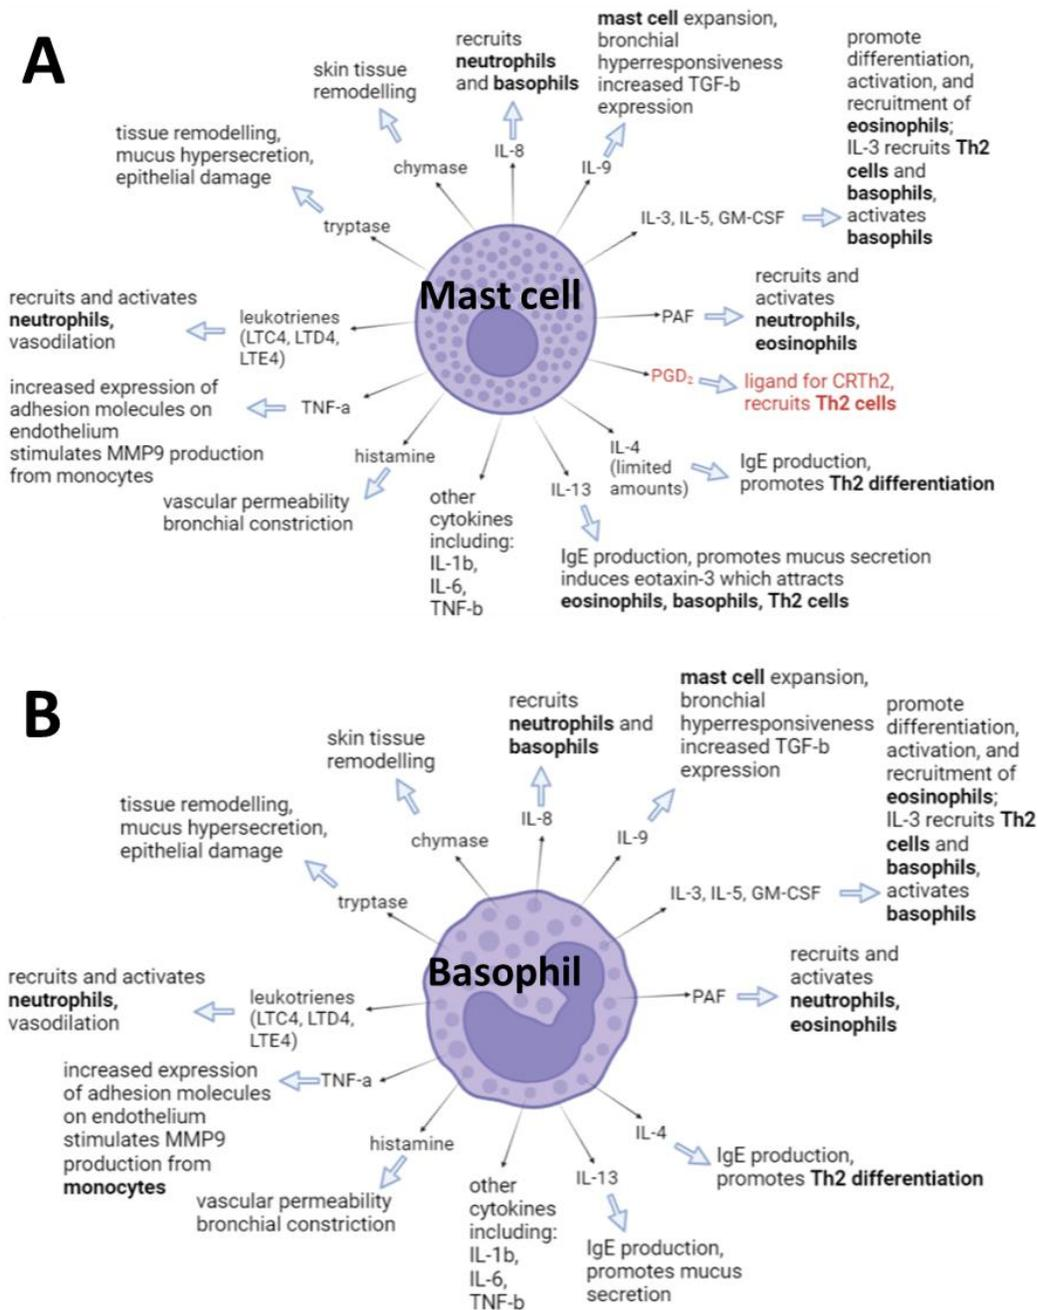 A
mast cell expansion,
bronchial
hyperresponsiveness
increased TGF-b
expression
promote
differentiation,
activation, and
recruitment of
eosinophils;
IL-3 recruits Th2
cells and
basophils,
activates
basophils
recruits
neutrophils
and basophils
skin tissue
remodelling
tissue remodelling,
mucus hypersecretion,
epithelial damage
IL-8
chymase
IL-9
IL-3, IL-5, GM-CSF
tryptase
Mast cell
recruits and activates
neutrophils,
vasodilation
leukotrienes
(LTC4, LTD4,
LTE4)
PAF
recruits and
activates
neutrophils,
eosinophils
PGD₂
ligand for CRTh2,
recruits Th2 cells
increased expression of
adhesion molecules on
endothelium
stimulates MMP9 production
from monocytes
TNF-a
histamine
vascular permeability
bronchial constriction
other
cytokines
including:
IL-1b,
IL-6,
TNF-b
IL-13
IL-4
(limited
amounts)
IgE production,
promotes Th2 differentiation
IgE production, promotes mucus secretion
induces eotaxin-3 which attracts
eosinophils, basophils, Th2 cells
B
mast cell expansion,
bronchial
hyperresponsiveness
increased TGF-b
expression
promote
differentiation,
activation, and
recruitment of
eosinophils;
IL-3 recruits Th2
cells and
basophils,
activates
basophils
recruits
neutrophils and
basophils
skin tissue
remodelling
tissue remodelling,
mucus hypersecretion,
epithelial damage
IL-8
chymase
IL-9
IL-3, IL-5, GM-CSF
tryptase
Basophil
recruits and activates
neutrophils,
vasodilation
leukotrienes
(LTC4, LTD4,
LTE4)
PAF
recruits and
activates
neutrophils,
eosinophils
increased expression
of adhesion molecules
on endothelium
stimulates MMP9
production from
monocytes
TNF-a
histamine
vascular permeability
bronchial constriction
other
cytokines
including:
IL-1b,
IL-6,
TNF-b
IL-13
IL-4
IgE production,
promotes Th2 differentiation
IgE production,
promotes mucus
secretion